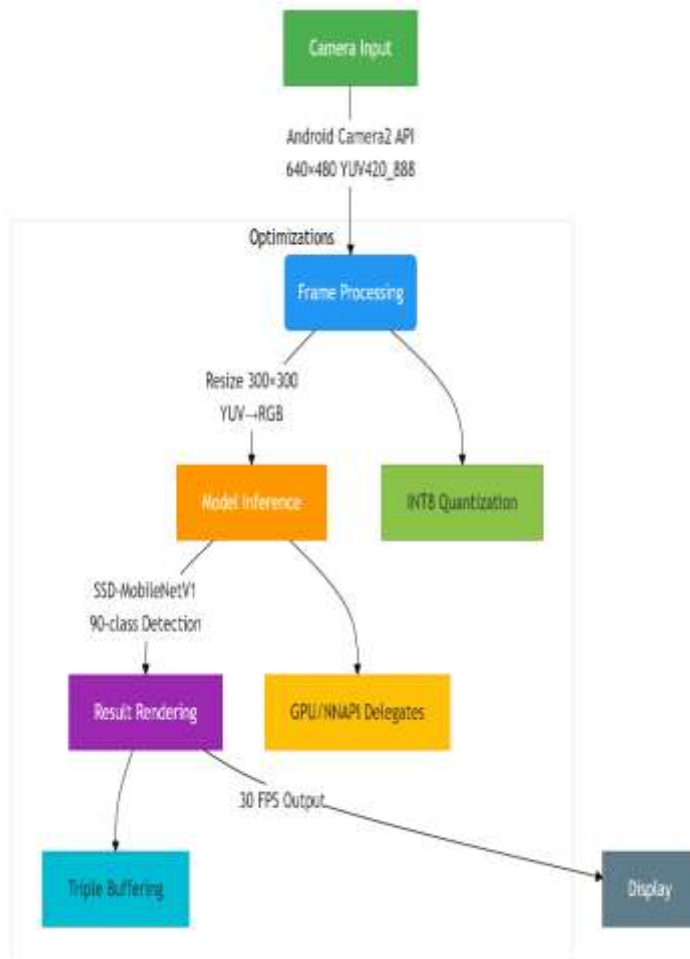 Camera Input
Android Camera2 API
640×480 YUV420_888
Optimizations
Frame Processing
Resize 300×300
YUV→RGB
Model Inference
INT8 Quantization
SSD-MobileNetV1
90-class Detection
Result Rendering
GPU/NNAPI Delegates
30 FPS Output
Triple Buffering
Display